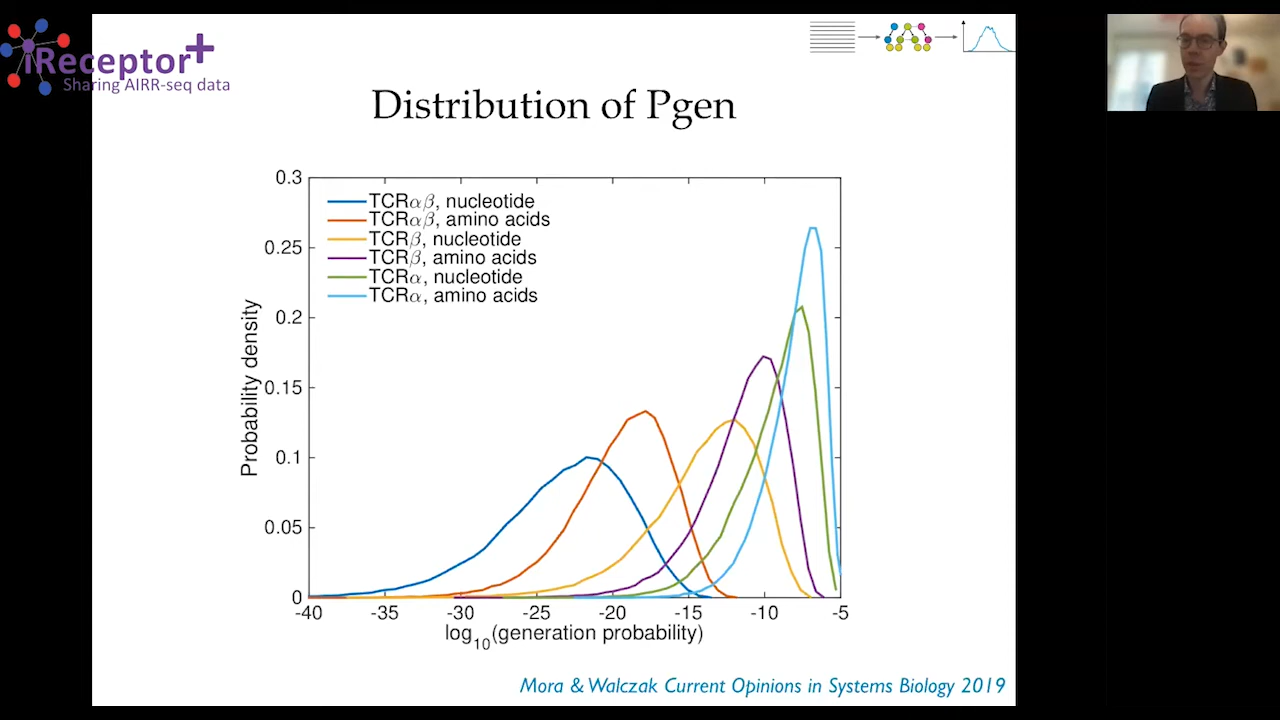 iReceptor+
Sharing AIRR-seq data
Distribution of Pgen
0.3
0.25
0.2
0.15
0.1
0.05
0
Probability density
TCRαβ, nucleotide
TCRαβ, amino acids
TCRβ, nucleotide
TCRβ, amino acids
TCRα, nucleotide
TCRα, amino acids
-40 -35 -30 -25 -20 -15 -10 -5
log10(generation probability)
Mora & Walczak Current Opinions in Systems Biology 2019